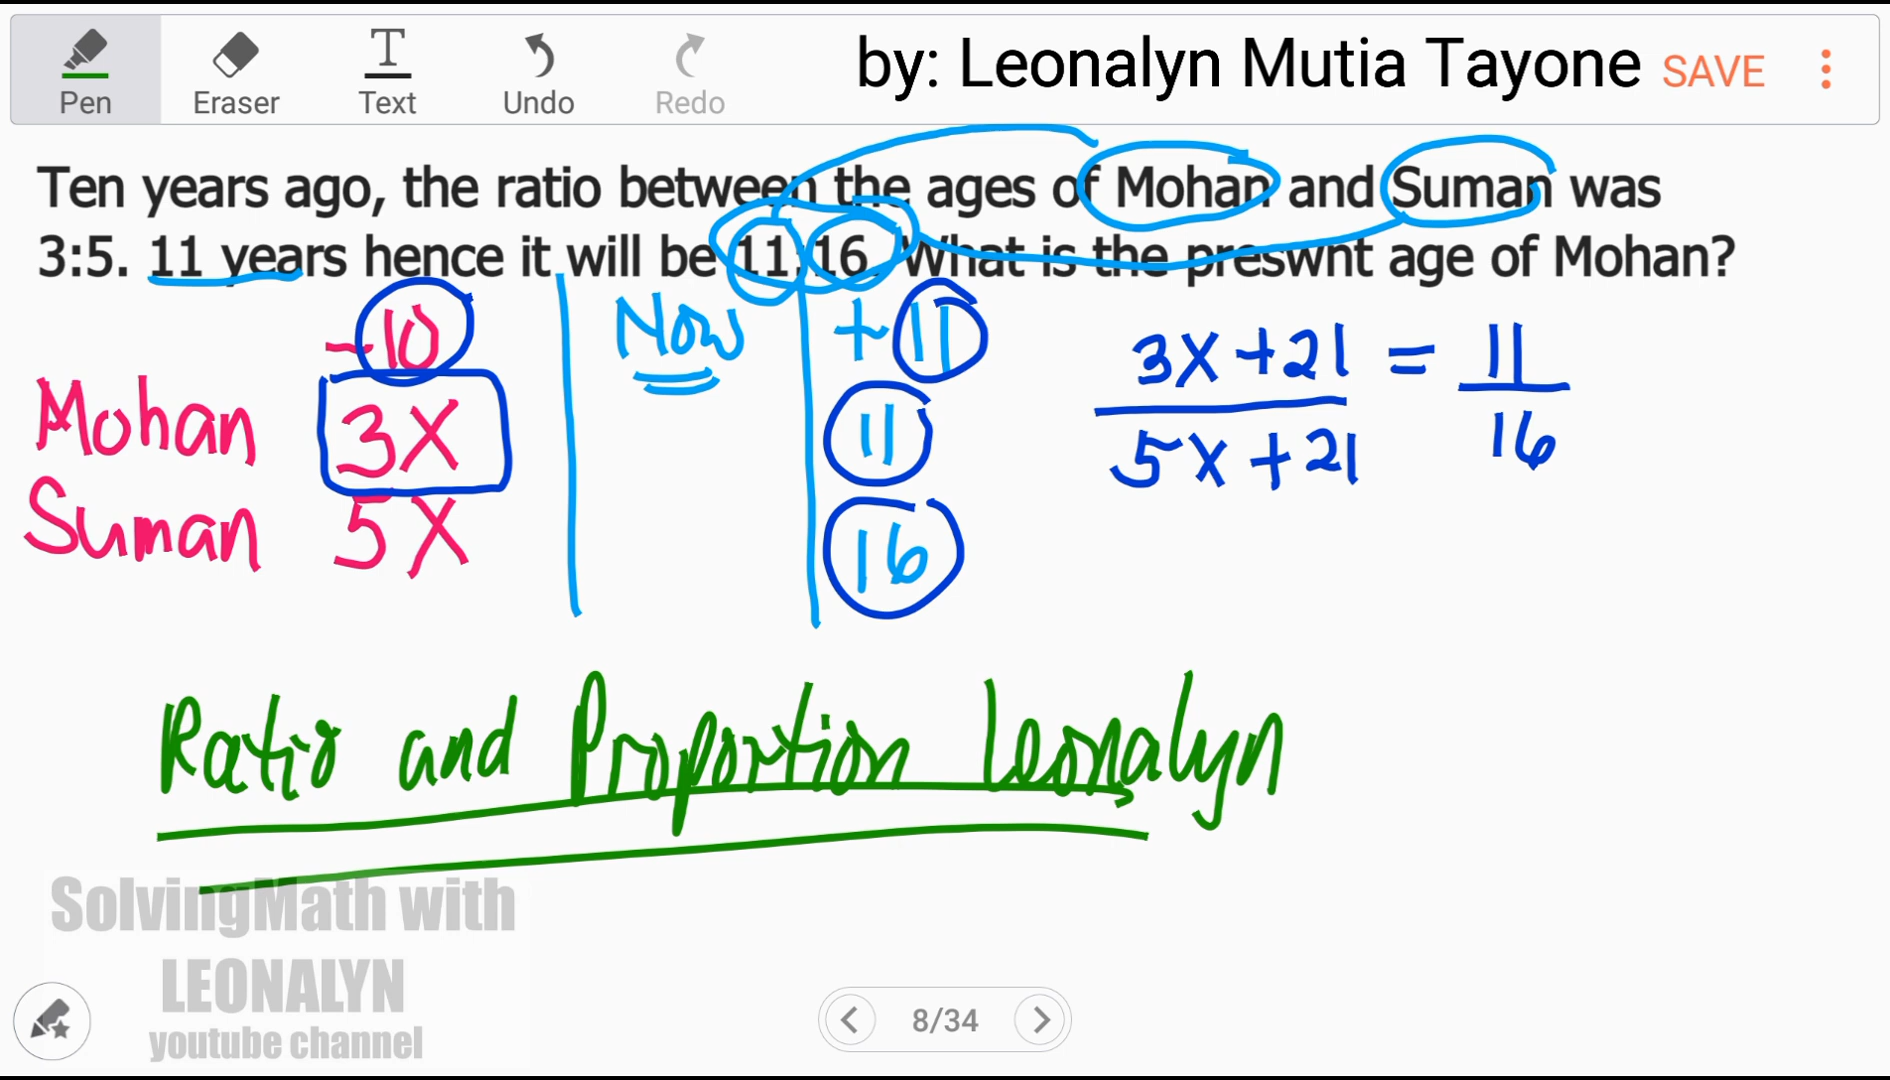 Pen Eraser Text Undo Redo by: Leonalyn Mutia Tayone SAVE
Ten years ago, the ratio between the ages of Mohan and Suman was
3:5. 11 years hence it will be 11:16. What is the preswnt age of Mohan?
-10 Now +11
Mohan 3X 11
Suman 5X 16
3X+21 = 11
5X+21 16
Ratio and Proportion Leonalyn
SolvingMath with
LEONALYN
youtube channel
8/34